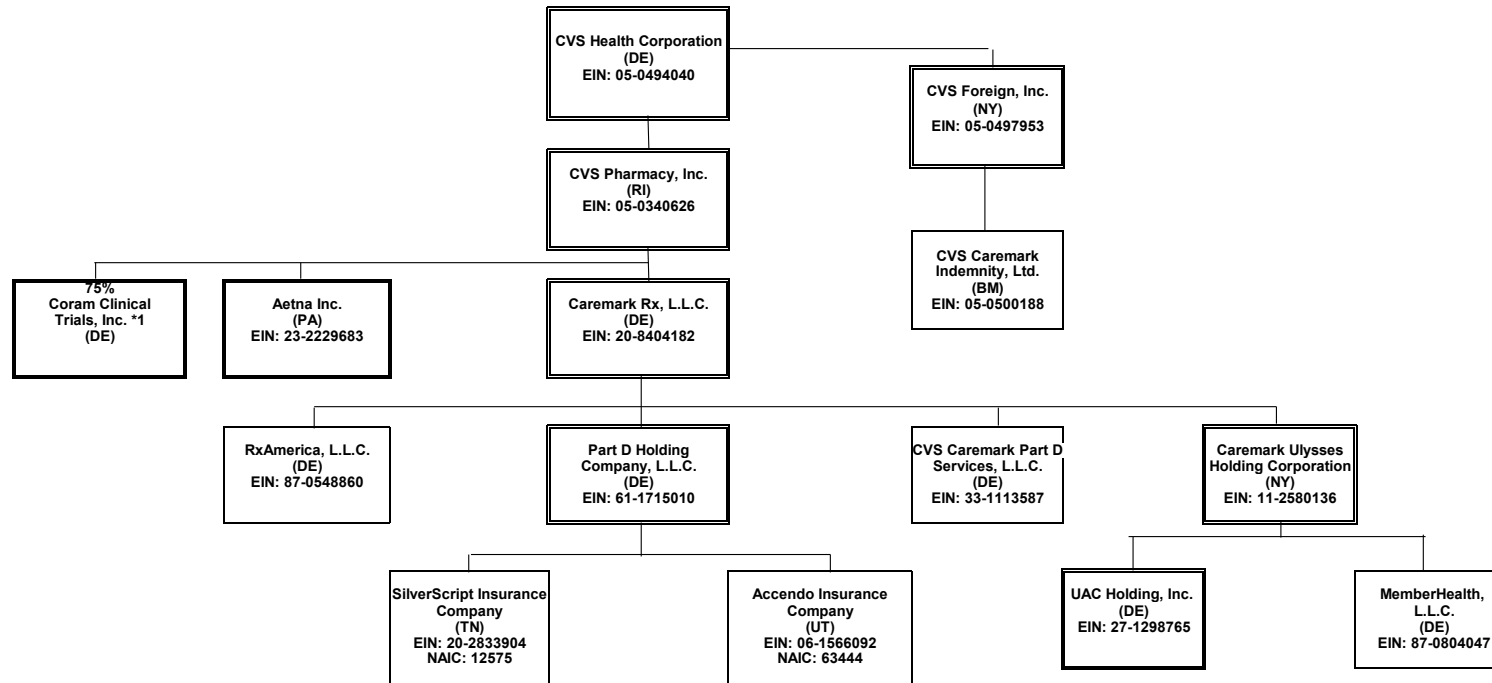 CVS Health Corporation
(DE)
EIN: 05-0494040
CVS Foreign, Inc.
(NY)
EIN: 05-0497953
CVS Pharmacy, Inc.
(RI)
EIN: 05-0340626
CVS Caremark
Indemnity, Ltd.
(BM)
EIN: 05-0500188
75%
Coram Clinical
Trials, Inc. *1
(DE)
Aetna Inc.
(PA)
EIN: 23-2229683
Caremark Rx, L.L.C.
(DE)
EIN: 20-8404182
RxAmerica, L.L.C.
(DE)
EIN: 87-0548860
Part D Holding
Company, L.L.C.
(DE)
EIN: 61-1715010
CVS Caremark Part D
Services, L.L.C.
(DE)
EIN: 33-1113587
Caremark Ulysses
Holding Corporation
(NY)
EIN: 11-2580136
SilverScript Insurance
Company
(TN)
EIN: 20-2833904
NAIC: 12575
Accendo Insurance
Company
(UT)
EIN: 06-1566092
NAIC: 63444
UAC Holding, Inc.
(DE)
EIN: 27-1298765
MemberHealth,
L.L.C.
(DE)
EIN: 87-0804047